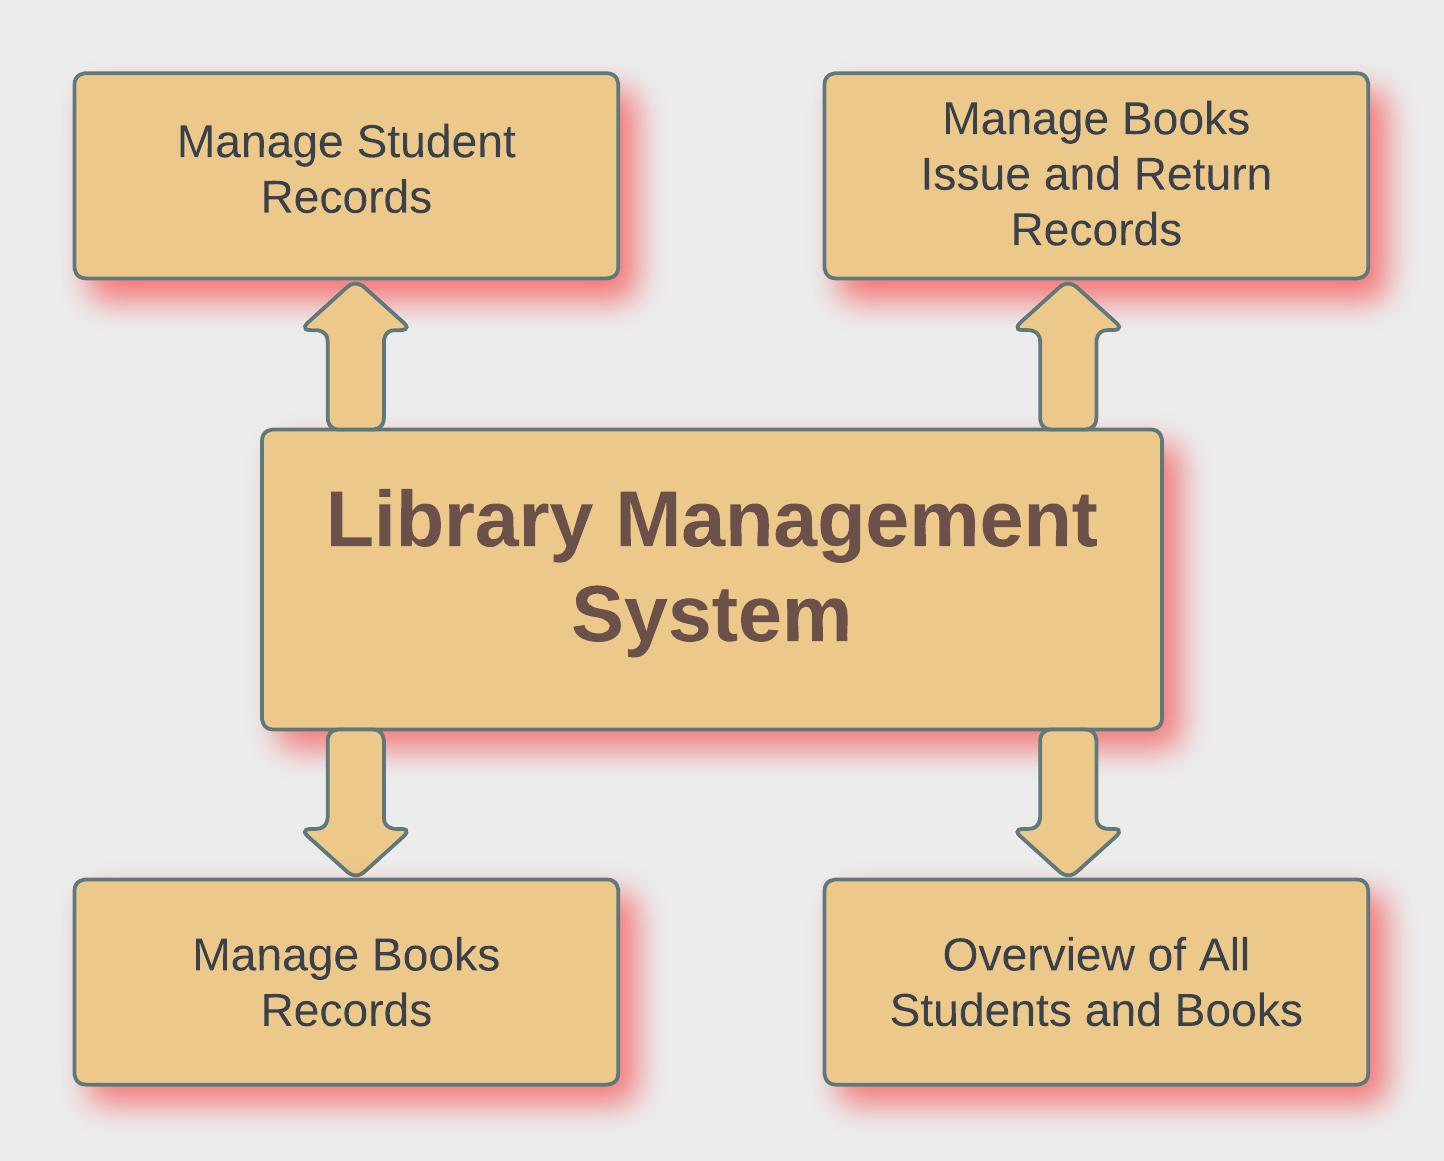 Manage Student
Records
Manage Books
Issue and Return
Records
Library Management
System
Manage Books
Records
Overview of All
Students and Books